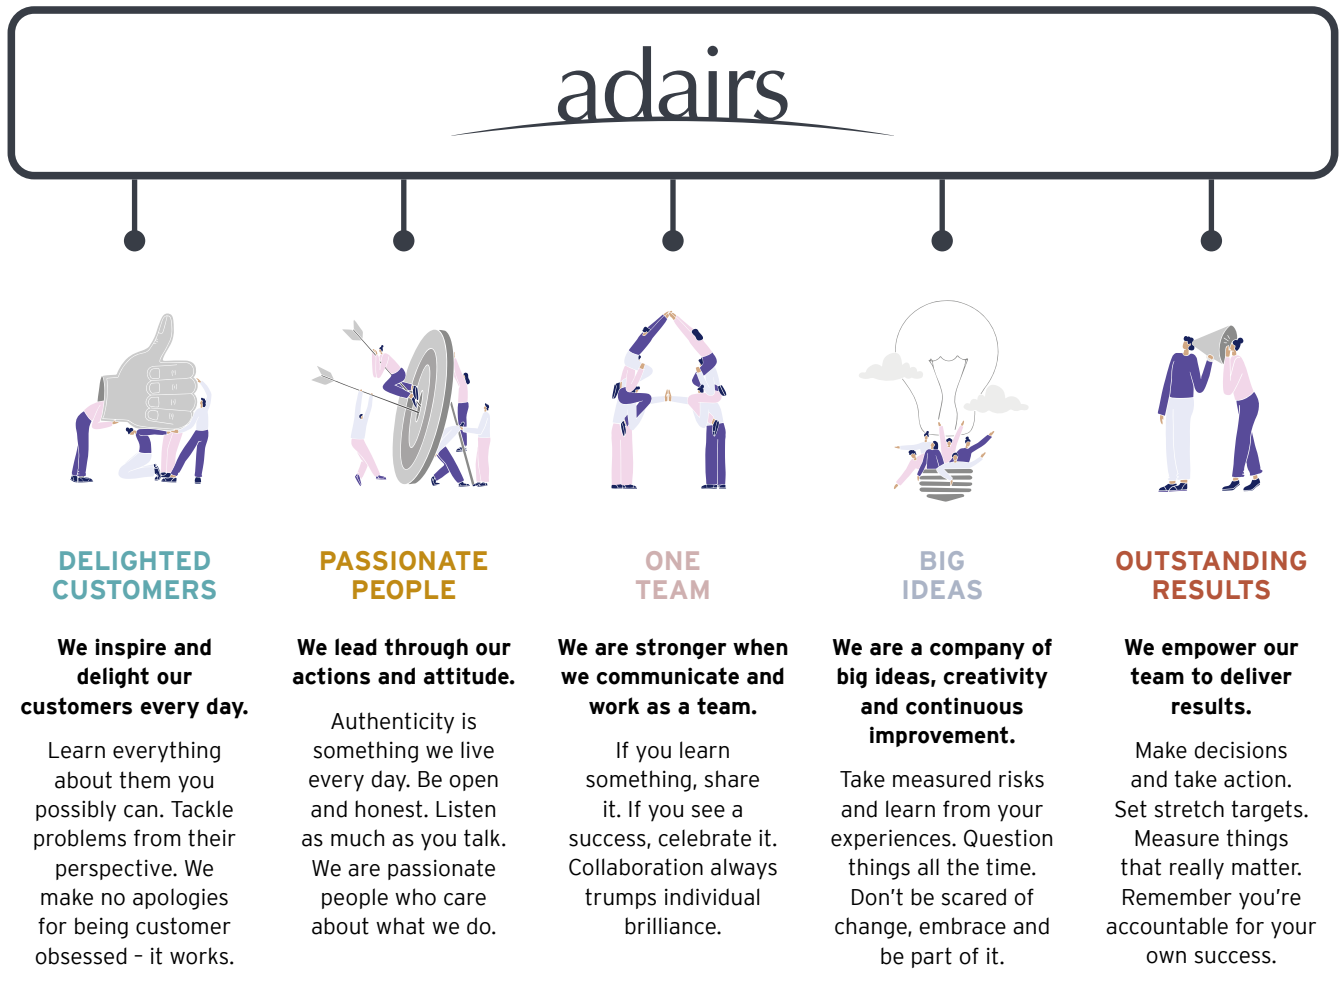 adairs
DELIGHTED
CUSTOMERS
We inspire and
delight our
customers every day.
Learn everything
about them you
possibly can. Tackle
problems from their
perspective. We
make no apologies
for being customer
obsessed – it works.
PASSIONATE
PEOPLE
We lead through our
actions and attitude.
Authenticity is
something we live
every day. Be open
and honest. Listen
as much as you talk.
We are passionate
people who care
about what we do.
ONE
TEAM
We are stronger when
we communicate and
work as a team.
If you learn
something, share
it. If you see a
success, celebrate it.
Collaboration always
trumps individual
brilliance.
BIG
IDEAS
We are a company of
big ideas, creativity
and continuous
improvement.
Take measured risks
and learn from your
experiences. Question
things all the time.
Don’t be scared of
change, embrace and
be part of it.
OUTSTANDING
RESULTS
We empower our
team to deliver
results.
Make decisions
and take action.
Set stretch targets.
Measure things
that really matter.
Remember you’re
accountable for your
own success.